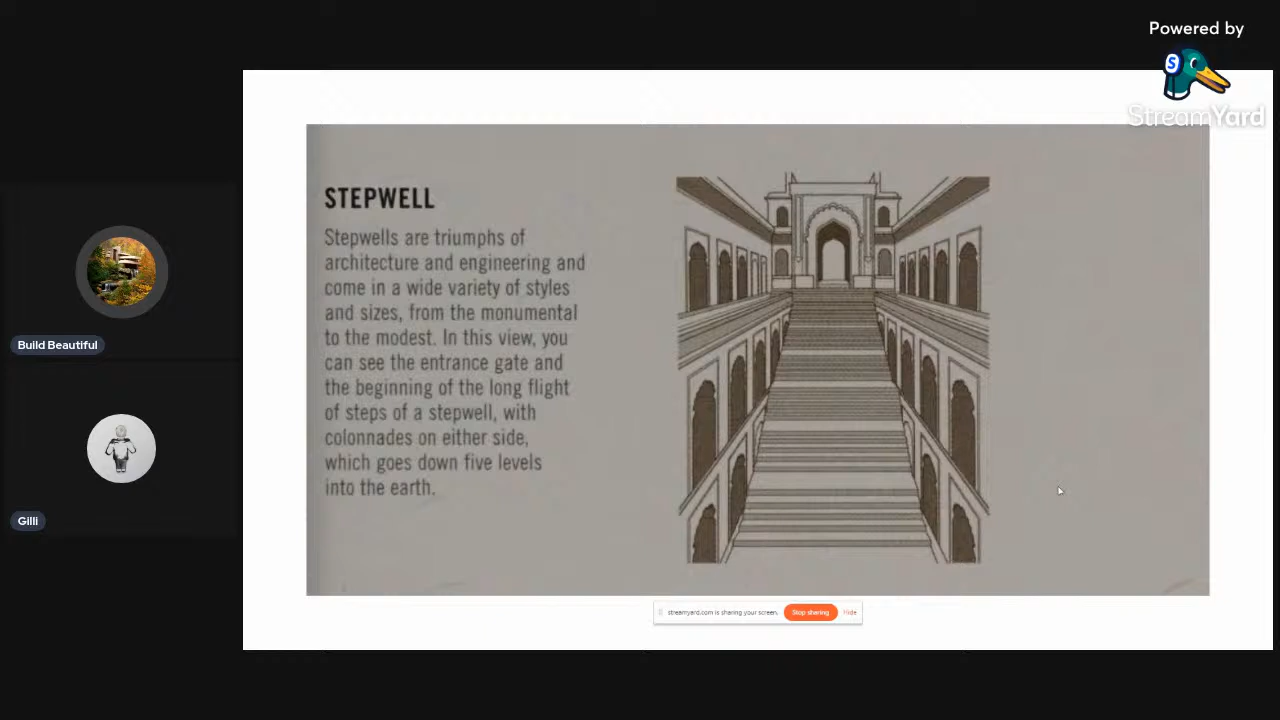 Powered by
S
StreamYard
STEPWELL
Stepwells are triumphs of
architecture and engineering and
come in a wide variety of styles
and sizes, from the monumental
to the modest. In this view, you
can see the entrance gate and
the beginning of the long flight
of steps of a stepwell, with
colonnades on either side,
which goes down five levels
into the earth.
Build Beautiful
Gilli
streamyard.com is sharing your screen. Stop sharing Hide